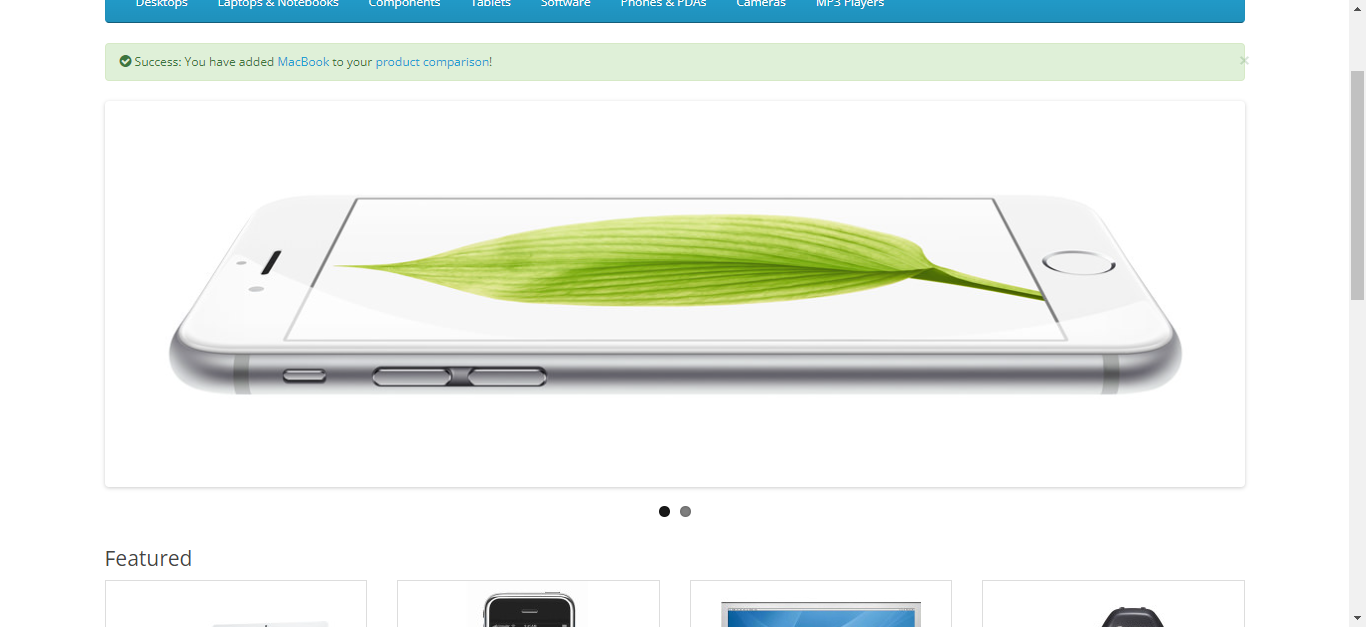 Desktops Laptops & Notebooks Components Tablets Software Phones & PDAs Cameras MP3 Players
Success: You have added MacBook to your product comparison!
×
Featured